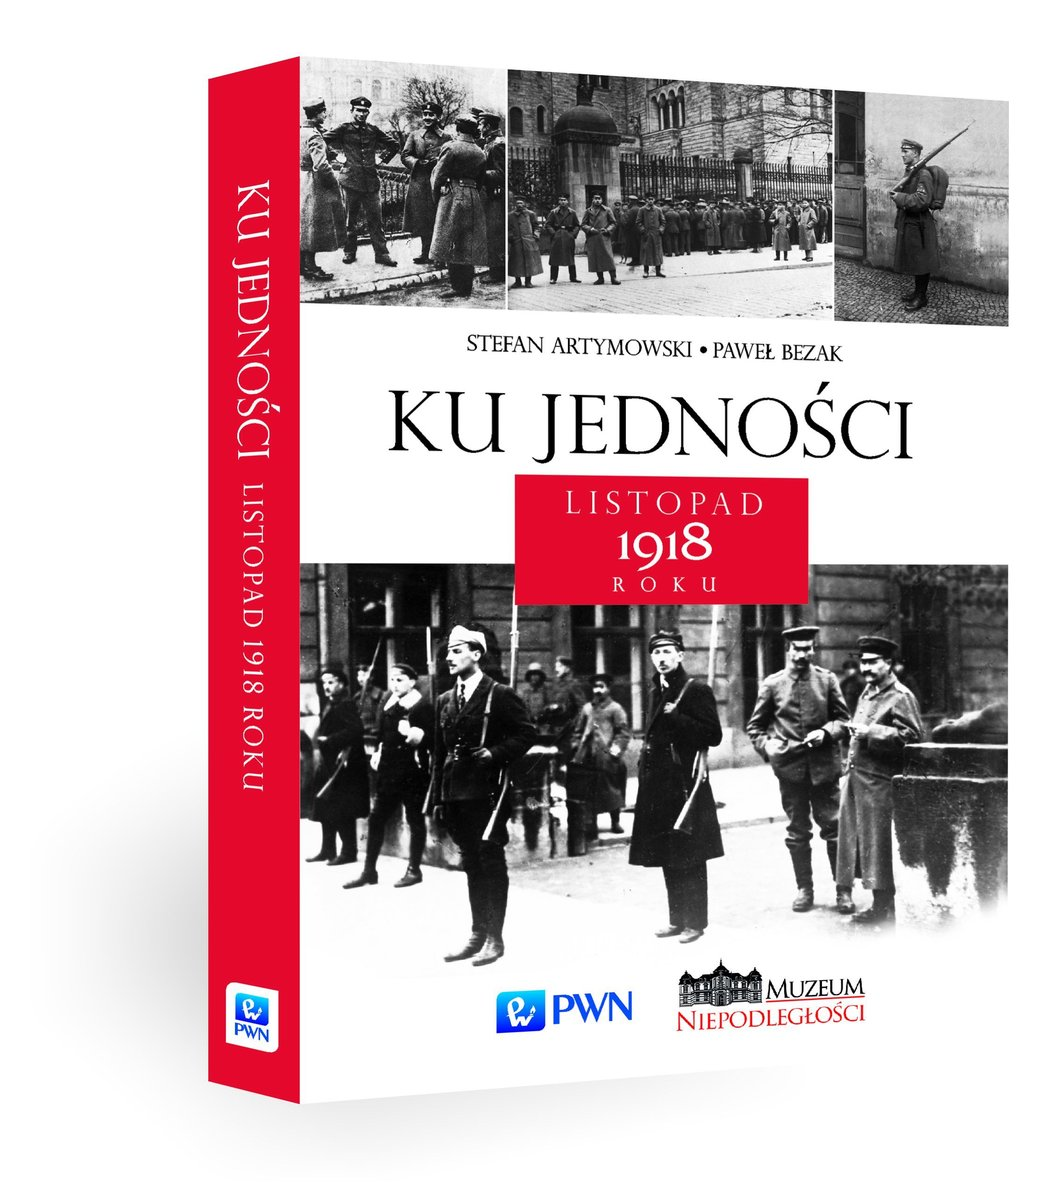 KU JEDNOŚCI LISTOPAD 1918 ROKU
PWN
STEFAN ARTYMOWSKI • PAWEŁ BEZAK
KU JEDNOŚCI
LISTOPAD
1918
ROKU
PWN
MUZEUM
NIEPODLEGŁOŚCI